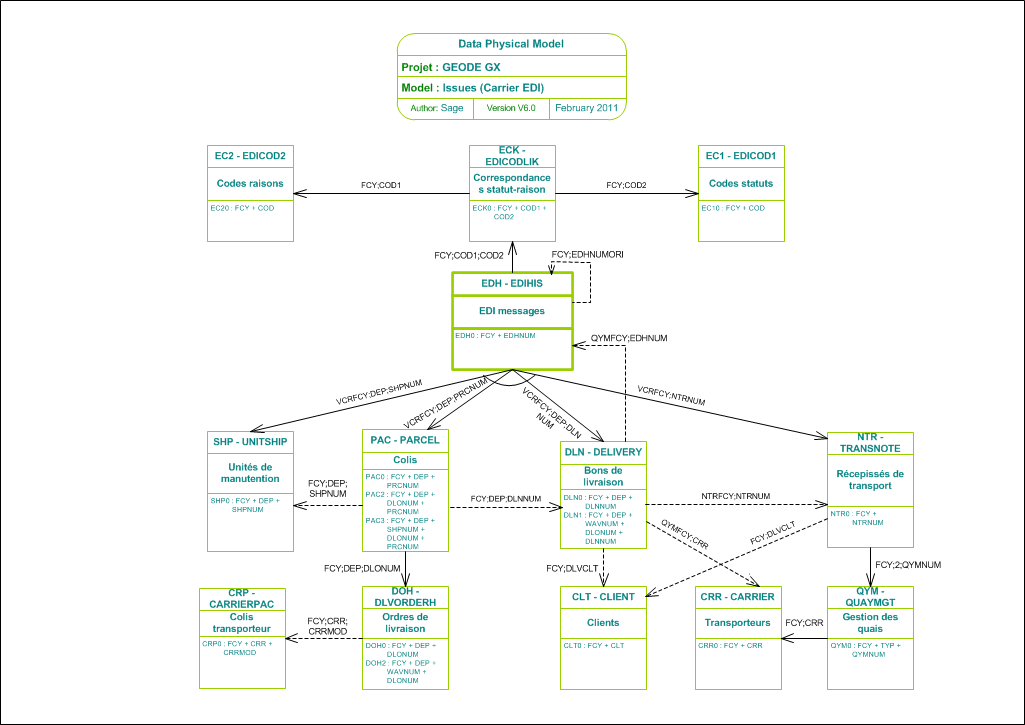 Data Physical Model
Projet : GEODE GX
Model : Issues (Carrier EDI)
Author: Sage
Version V6.0
February 2011
EC2 - EDICOD2
Codes raisons
EC20 : FCY + COD
FCY;COD1
ECK -
EDICODLIK
Correspondance
s statut-raison
ECK0 : FCY + COD1 +
COD2
FCY;COD2
EC1 - EDICOD1
Codes statuts
EC10 : FCY + COD
FCY;COD1;COD2
FCY;EDHNUMORI
EDH - EDIHIS
EDI messages
EDH0 : FCY + EDHNUM
QYMFCY;EDHNUM
VCRFCY;DEP;SHPNUM
VCRFCY;DEP;PRCNUM
VCRFCY;DEP;DLN
NUM
VCRFCY;NTRNUM
SHP - UNITSHIP
Unités de
manutention
SHP0 : FCY + DEP +
SHPNUM
FCY;DEP;
SHPNUM
PAC - PARCEL
Colis
PAC0 : FCY + DEP +
PRCNUM
PAC2 : FCY + DEP +
DLONUM +
PRCNUM
PAC3 : FCY + DEP +
SHPNUM +
DLONUM +
PRCNUM
FCY;DEP;DLNNUM
DLN - DELIVERY
Bons de
livraison
DLN0 : FCY + DEP +
DLNNUM
DLN1 : FCY + DEP +
WAVNUM +
DLONUM +
DLNNUM
NTRFCY;NTRNUM
QYMFCY;CRR
FCY;DLVCLT
NTR -
TRANSNOTE
Récepissés de
transport
NTR0 : FCY +
NTRNUM
FCY;DEP;DLONUM
FCY;DLVCLT
FCY;2;QYMNUM
CRP -
CARRIERPAC
Colis
transporteur
CRP0 : FCY + CRR +
CRRMOD
FCY;CRR;
CRRMOD
DOH -
DLVORDERH
Ordres de
livraison
DOH0 : FCY + DEP +
DLONUM
DOH2 : FCY + DEP +
WAVNUM +
DLONUM
CLT - CLIENT
Clients
CLT0 : FCY + CLT
CRR - CARRIER
Transporteurs
CRR0 : FCY + CRR
FCY;CRR
QYM -
QUAYMGT
Gestion des
quais
QYM0 : FCY + TYP +
QYMNUM